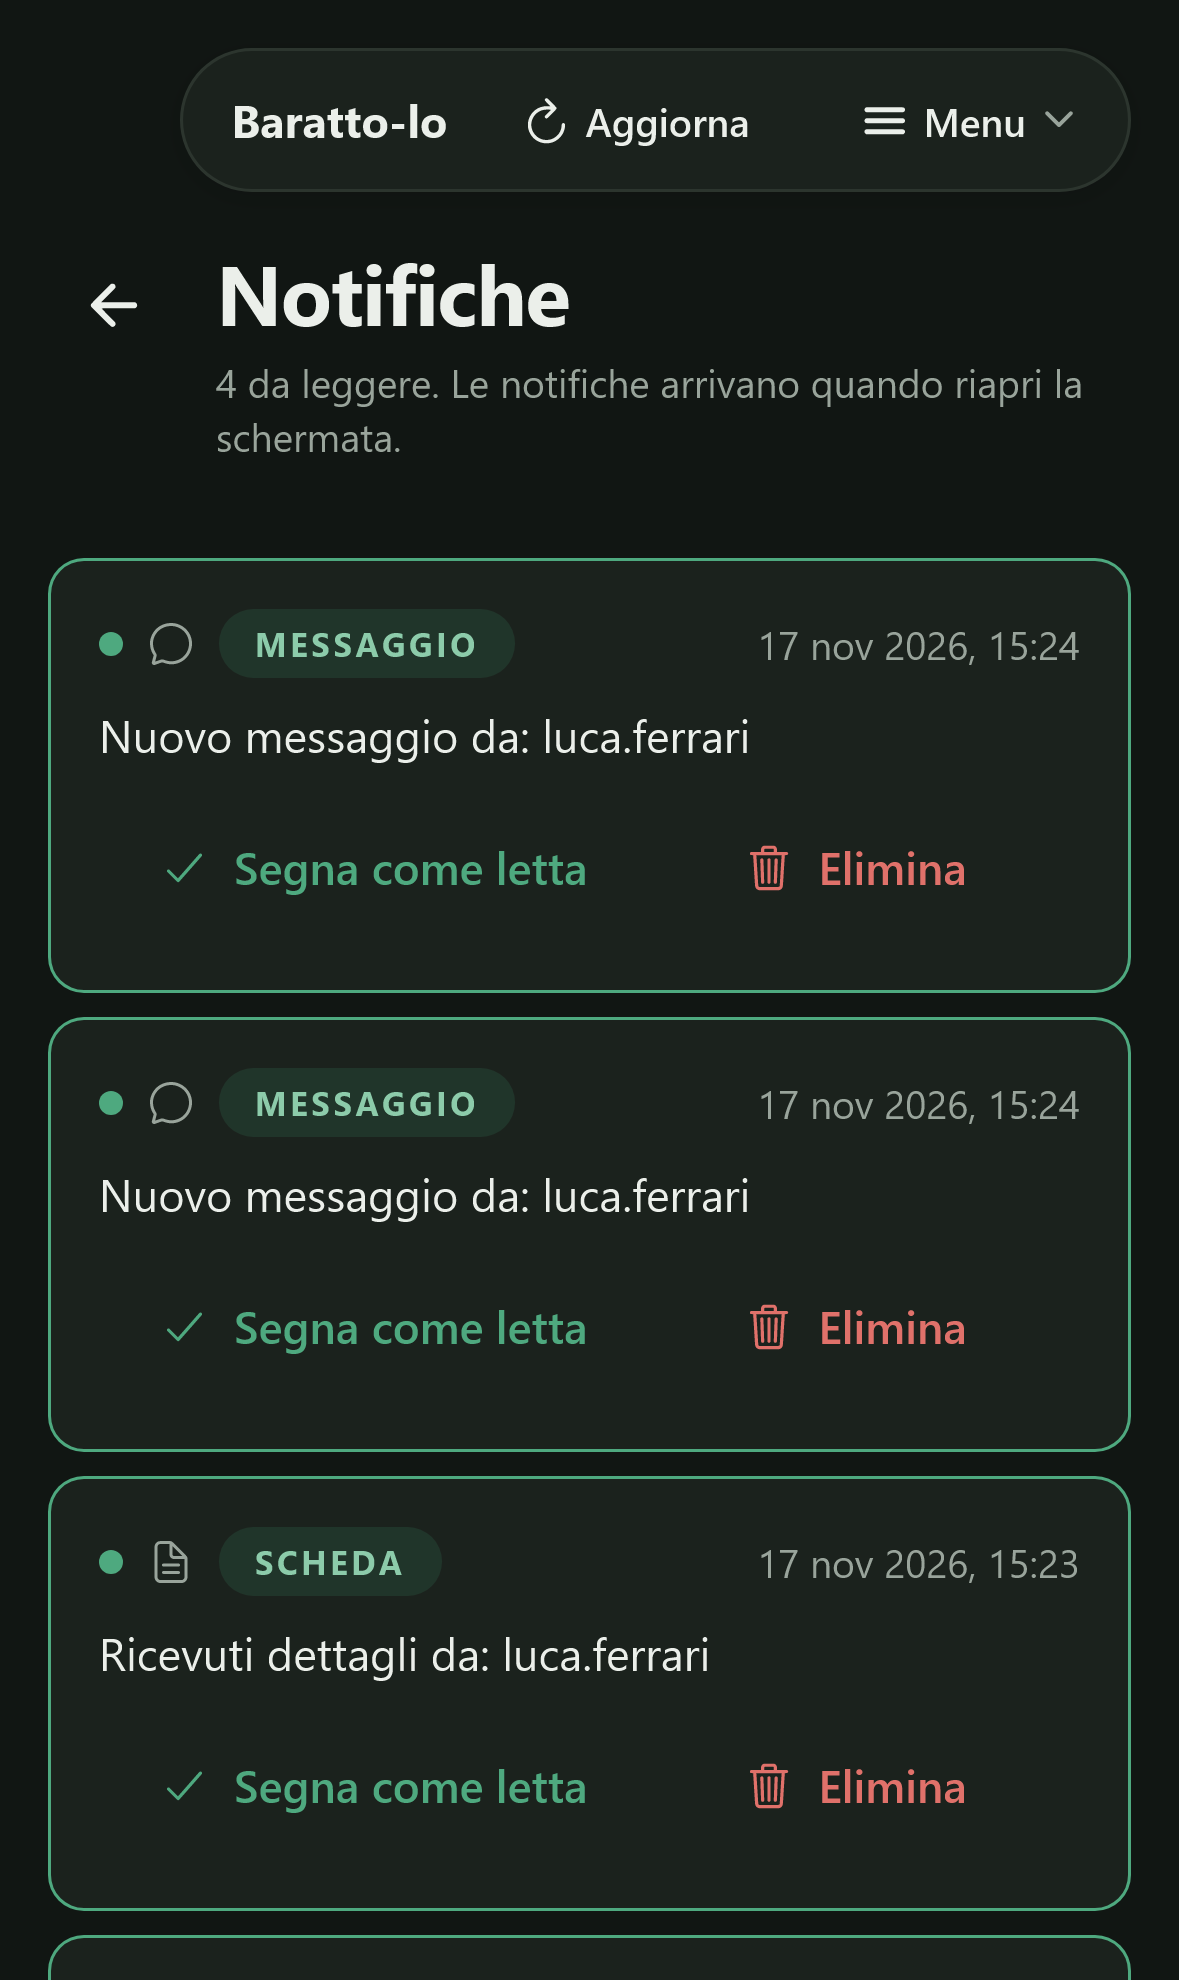 Baratto-lo Aggiorna Menu
Notifiche
4 da leggere. Le notifiche arrivano quando riapri la
schermata.
MESSAGGIO 17 nov 2026, 15:24
Nuovo messaggio da: luca.ferrari
Segna come letta Elimina
MESSAGGIO 17 nov 2026, 15:24
Nuovo messaggio da: luca.ferrari
Segna come letta Elimina
SCHEDA 17 nov 2026, 15:23
Ricevuti dettagli da: luca.ferrari
Segna come letta Elimina